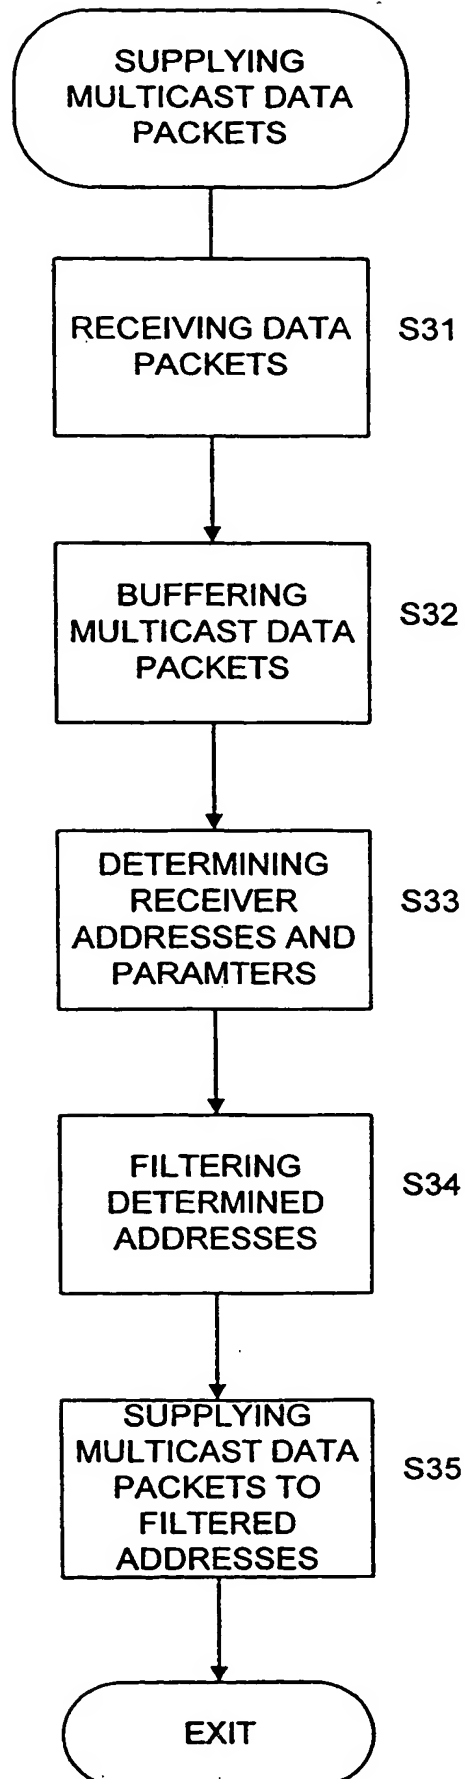 SUPPLYING
MULTICAST DATA
PACKETS
RECEIVING DATA
PACKETS
S31
BUFFERING
MULTICAST DATA
PACKETS
S32
DETERMINING
RECEIVER
ADDRESSES AND
PARAMTERS
S33
FILTERING
DETERMINED
ADDRESSES
S34
SUPPLYING
MULTICAST DATA
PACKETS TO
FILTERED
ADDRESSES
S35
EXIT